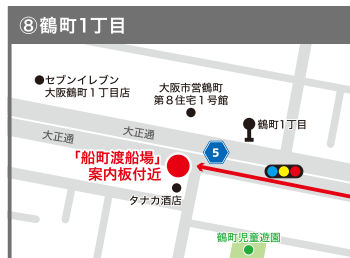 ⑧鶴町1丁目
セブンイレブン
大阪鶴町1丁目店
大阪市営鶴町
第8住宅1号館
鶴町1丁目
大正通
大正通
5
「船町渡船場」
案内板付近
タナカ酒店
鶴町児童遊園